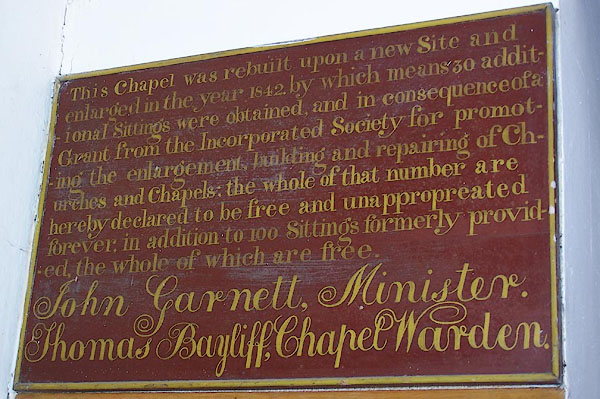 This Chapel was rebuilt upon a new Site and
enlarged in the year 1842, by which means 30 addit-
ional Sittings were obtained, and in consequence of a
Grant from the Incorporated Society for promot-
-ing the enlargement, building and repairing of Ch-
urches and Chapels; the whole of that number are
hereby declared to be free and unappropreated
forever, in addition to 100 Sittings formerly provid-
-ed, the whole of which are free.
John Garnett, Minister.
Thomas Bayliff, Chapel Warden.